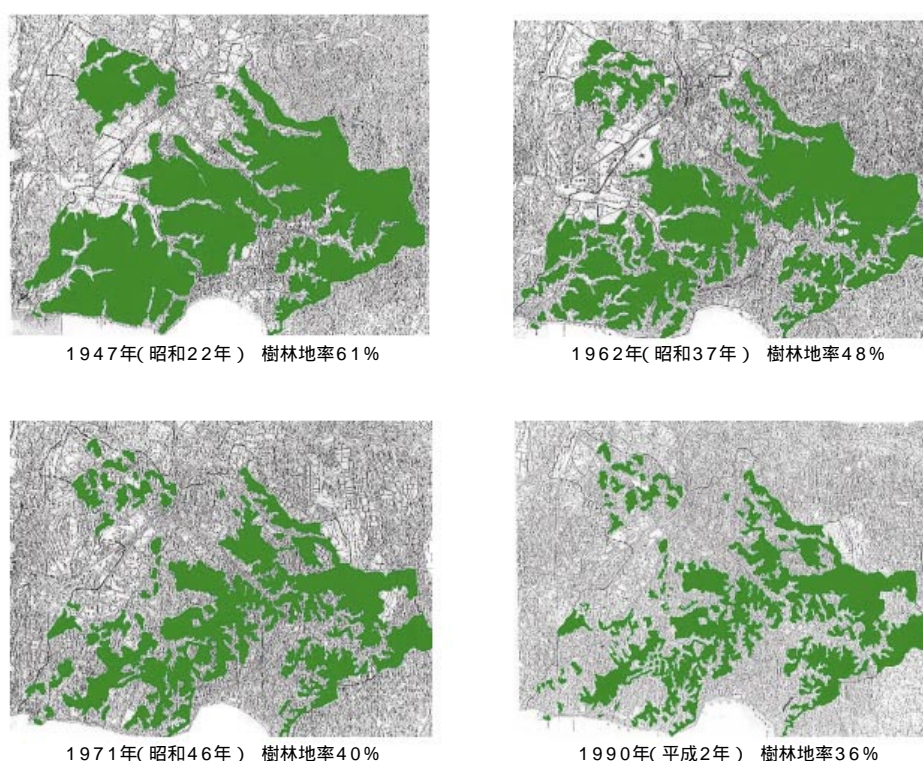 1947年(昭和22年) 樹林地率61%
1962年(昭和37年) 樹林地率48%
1971年(昭和46年) 樹林地率40%
1990年(平成2年) 樹林地率36%